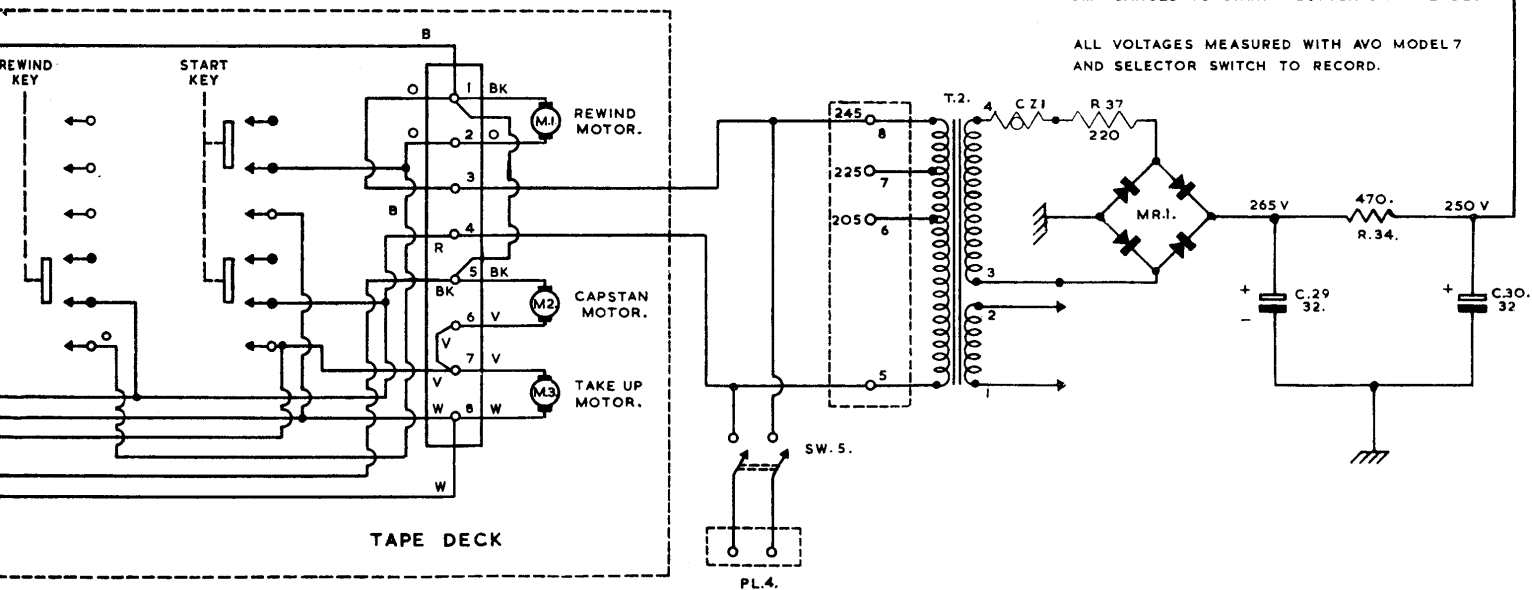 ALL VOLTAGES MEASURED WITH AVO MODEL 7
AND SELECTOR SWITCH TO RECORD.
REWIND
KEY
START
KEY
B
O
1
BK
M.1.
REWIND
MOTOR.
O
2
O
3
B
4
R
5
BK
BK
M2.
CAPSTAN
MOTOR.
6
V
V
7
V
V
M.3.
TAKE UP
MOTOR.
O
W
8
W
W
TAPE DECK
245
8
225
7
205
6
5
T.2.
4
CZ1
R 37
220
3
2
1
MR.1.
265 V
470.
R.34.
250 V
+
C.29
32.
–
+
C.30.
32
SW. 5.
PL.4.